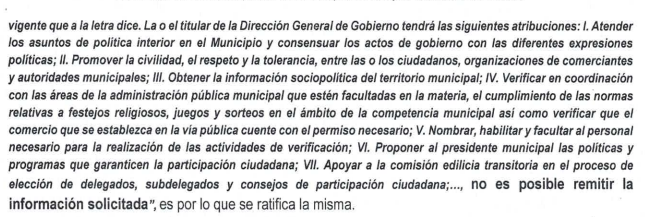 vigente que a la letra dice. La o el titular de la Dirección General de Gobierno tendrá las siguientes atribuciones: I. Atender
los asuntos de política interior en el Municipio y consensuar los actos de gobierno con las diferentes expresiones
políticas; II. Promover la civilidad, el respeto y la tolerancia, entre las o los ciudadanos, organizaciones de comerciantes
y autoridades municipales; III. Obtener la información sociopolítica del territorio municipal; IV. Verificar en coordinación
con las áreas de la administración pública municipal que estén facultadas en la materia, el cumplimiento de las normas
relativas a festejos religiosos, juegos y sorteos en el ámbito de la competencia municipal así como verificar que el
comercio que se establezca en la vía pública cuente con el permiso necesario; V. Nombrar, habilitar y facultar al personal
necesario para la realización de las actividades de verificación; VI. Proponer al presidente municipal las políticas y
programas que garanticen la participación ciudadana; VII. Apoyar a la comisión edilicia transitoria en el proceso de
elección de delegados, subdelegados y consejos de participación ciudadana;..., no es posible remitir la
información solicitada", es por lo que se ratifica la misma.